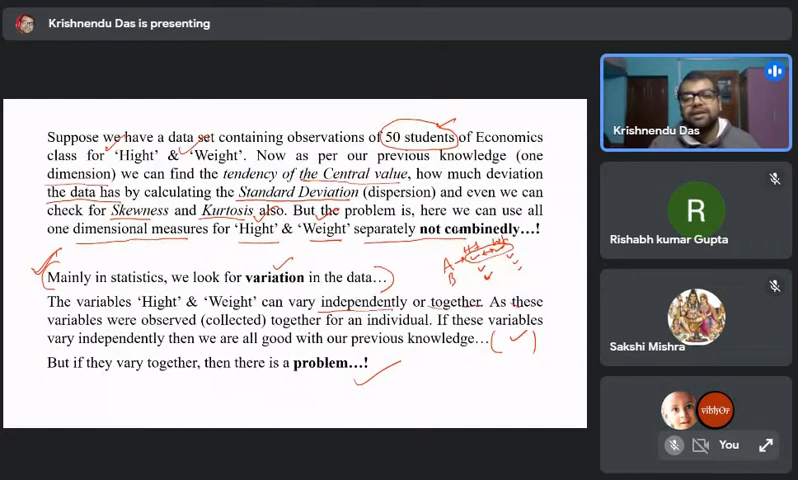 Krishnendu Das is presenting
Suppose we have a data set containing observations of 50 students of Economics
class for 'Hight' & 'Weight'. Now as per our previous knowledge (one
dimension) we can find the tendency of the Central value, how much deviation
the data has by calculating the Standard Deviation (dispersion) and even we can
check for Skewness and Kurtosis also. But the problem is, here we can use all
one dimensional measures for 'Hight' & 'Weight' separately not combinedly...!
A
B
Mainly in statistics, we look for variation in the data...
The variables 'Hight' & 'Weight' can vary independently or together. As these
variables were observed (collected) together for an individual. If these variables
vary independently then we are all good with our previous knowledge...
But if they vary together, then there is a problem...!
Krishnendu Das
R
Rishabh kumar Gupta
Sakshi Mishra
vibhor
You